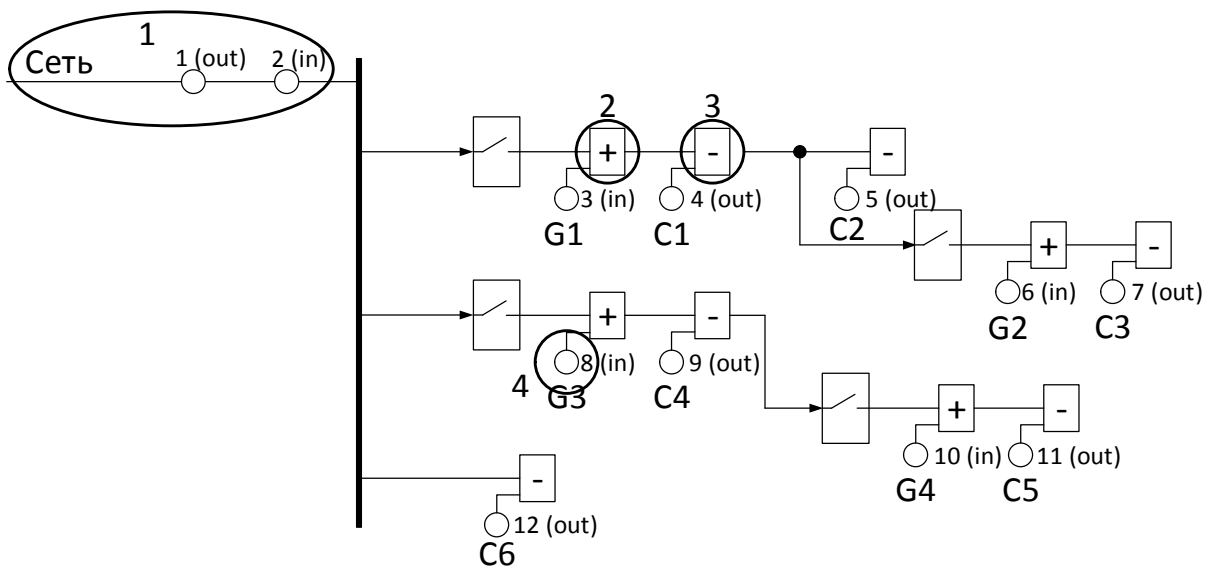 1
Сеть
1 (out)
2 (in)
2
3
+
-
-
3 (in)
4 (out)
5 (out)
G1
C1
C2
+
-
6 (in)
7 (out)
G2
C3
+
-
8 (in)
9 (out)
4
G3
C4
+
-
10 (in)
11 (out)
G4
C5
-
12 (out)
C6